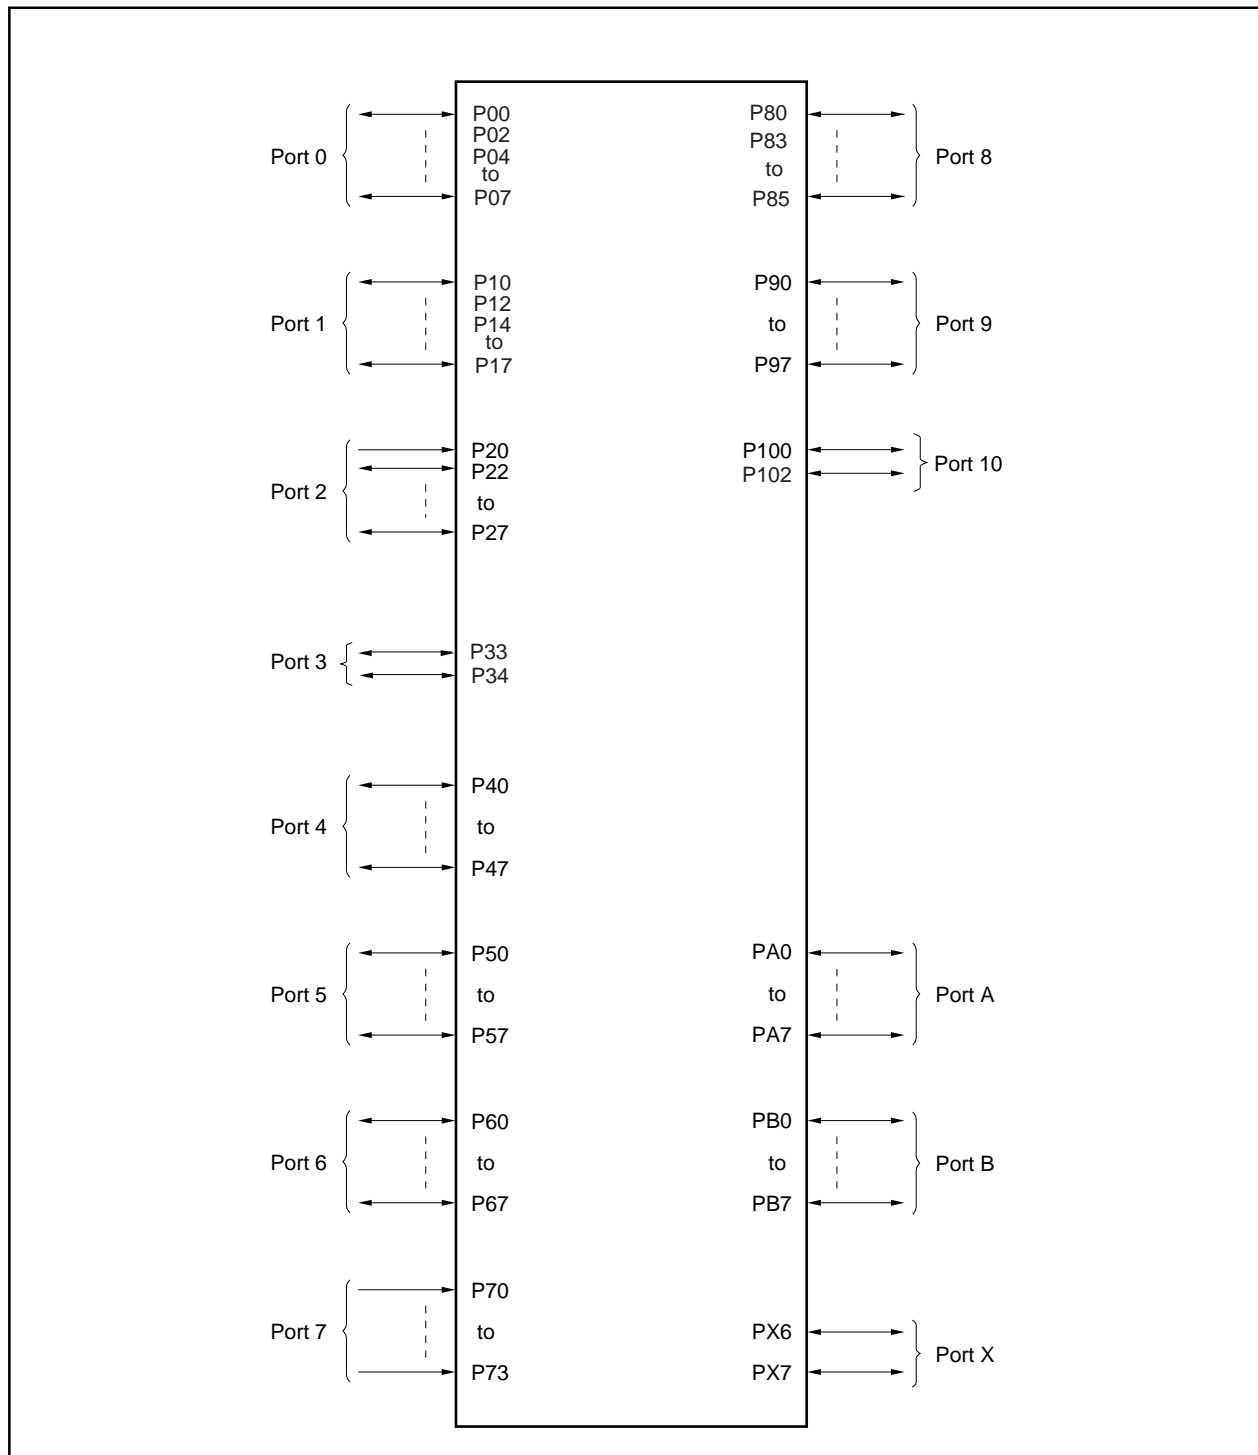 Port 0
P00
P02
P04
to
P07
Port 1
P10
P12
P14
to
P17
Port 2
P20
P22
to
P27
Port 3
P33
P34
Port 4
P40
to
P47
Port 5
P50
to
P57
Port 6
P60
to
P67
Port 7
P70
to
P73
P80
P83
to
P85
Port 8
P90
to
P97
Port 9
P100
P102
Port 10
PA0
to
PA7
Port A
PB0
to
PB7
Port B
PX6
PX7
Port X